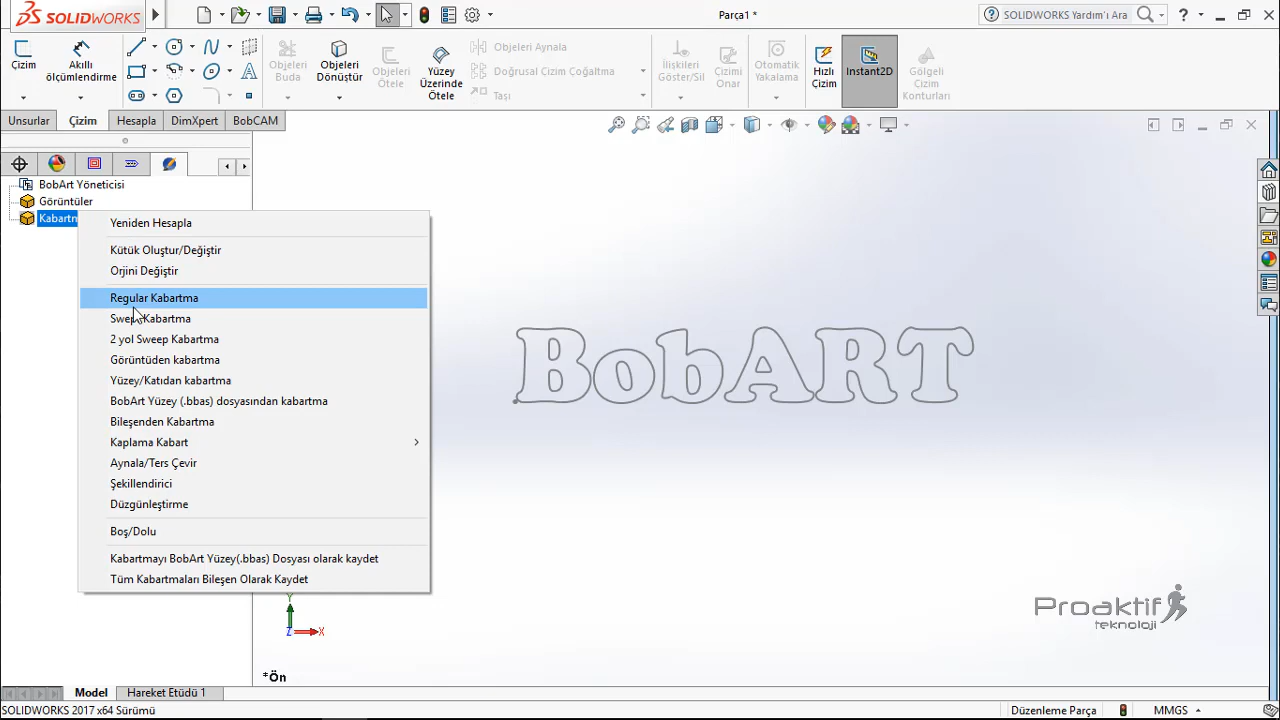 SOLIDWORKS
Parça1 *
SOLIDWORKS Yardım'ı Ara
Çizim
Akıllı ölçümlendirme
Objeleri Buda
Objeleri Dönüştür
Objeleri Ötele
Yüzey Üzerinde Ötele
Objeleri Aynala
Doğrusal Çizim Çoğaltma
Taşı
İlişkileri Göster/Sil
Çizimi Onar
Otomatik Yakalama
Hızlı Çizim
Instant2D
Gölgeli Çizim Konturları
Unsurlar
Çizim
Hesapla
DimXpert
BobCAM
BobArt Yöneticisi
Görüntüler
Yeniden Hesapla
Kütük Oluştur/Değiştir
Orjini Değiştir
Regular Kabartma
Sweep Kabartma
2 yol Sweep Kabartma
Görüntüden kabartma
Yüzey/Katıdan kabartma
BobArt Yüzey (.bbas) dosyasından kabartma
Bileşenden Kabartma
Kaplama Kabart
Aynala/Ters Çevir
Şekillendirici
Düzgünleştirme
Boş/Dolu
Kabartmayı BobArt Yüzey(.bbas) Dosyası olarak kaydet
Tüm Kabartmaları Bileşen Olarak Kaydet
BobART
Proaktif
teknoloji
Y
Z
X
*Ön
Model
Hareket Etüdü 1
SOLIDWORKS 2017 x64 Sürümü
Düzenleme Parça
MMGS